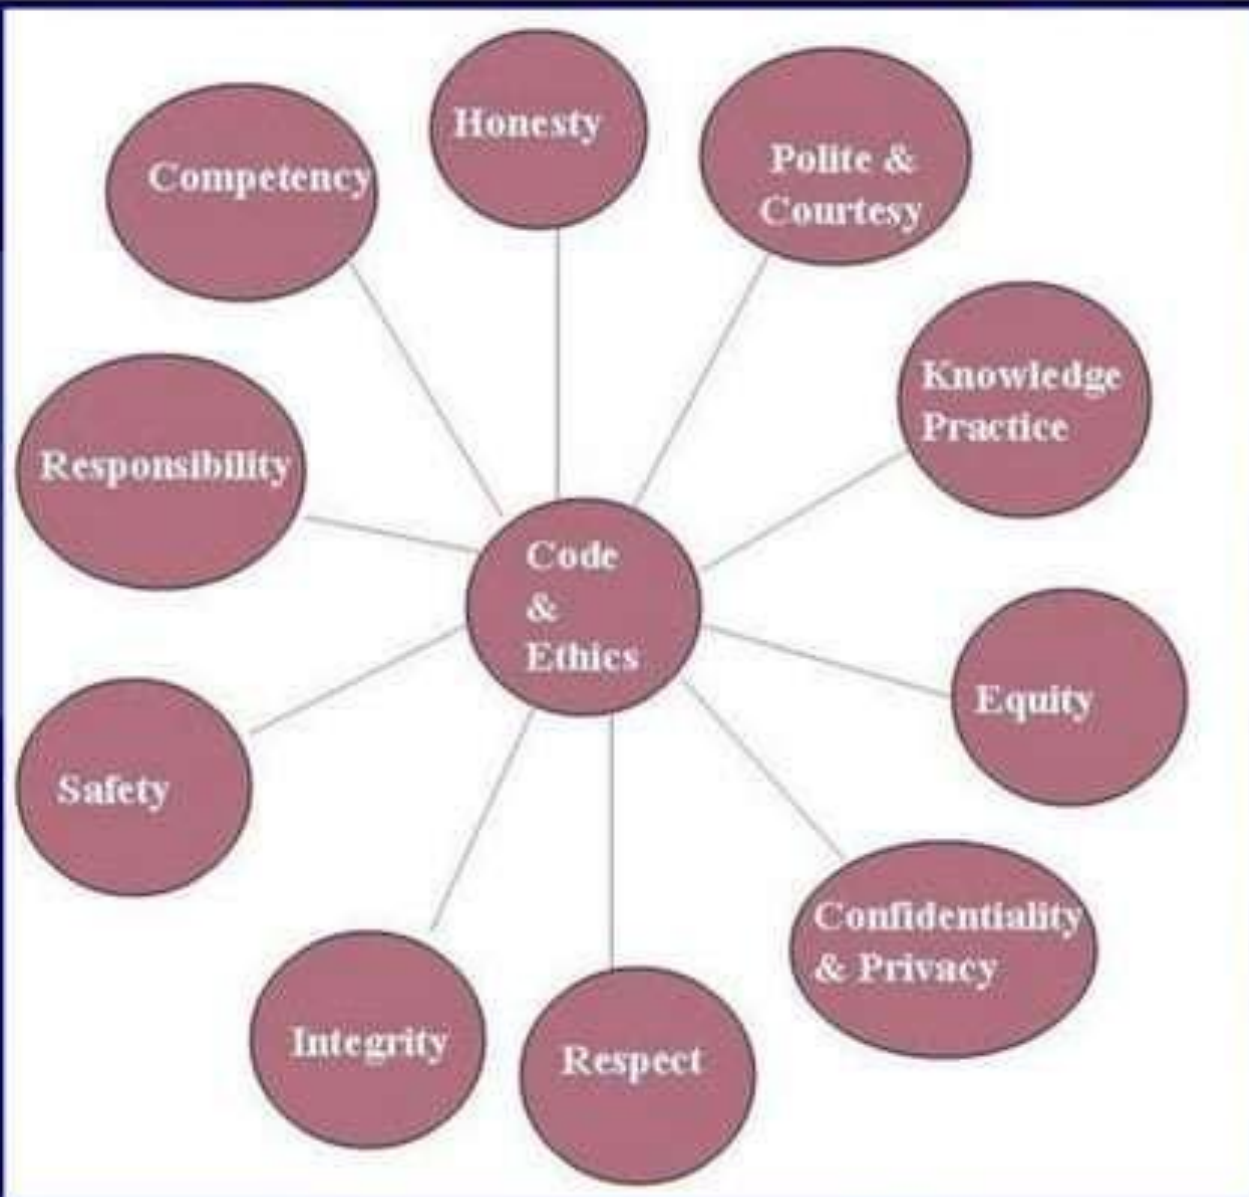 Honesty
Competency
Polite &
Courtesy
Knowledge
Practice
Responsibility
Code
&
Ethics
Equity
Safety
Confidentiality
& Privacy
Integrity
Respect